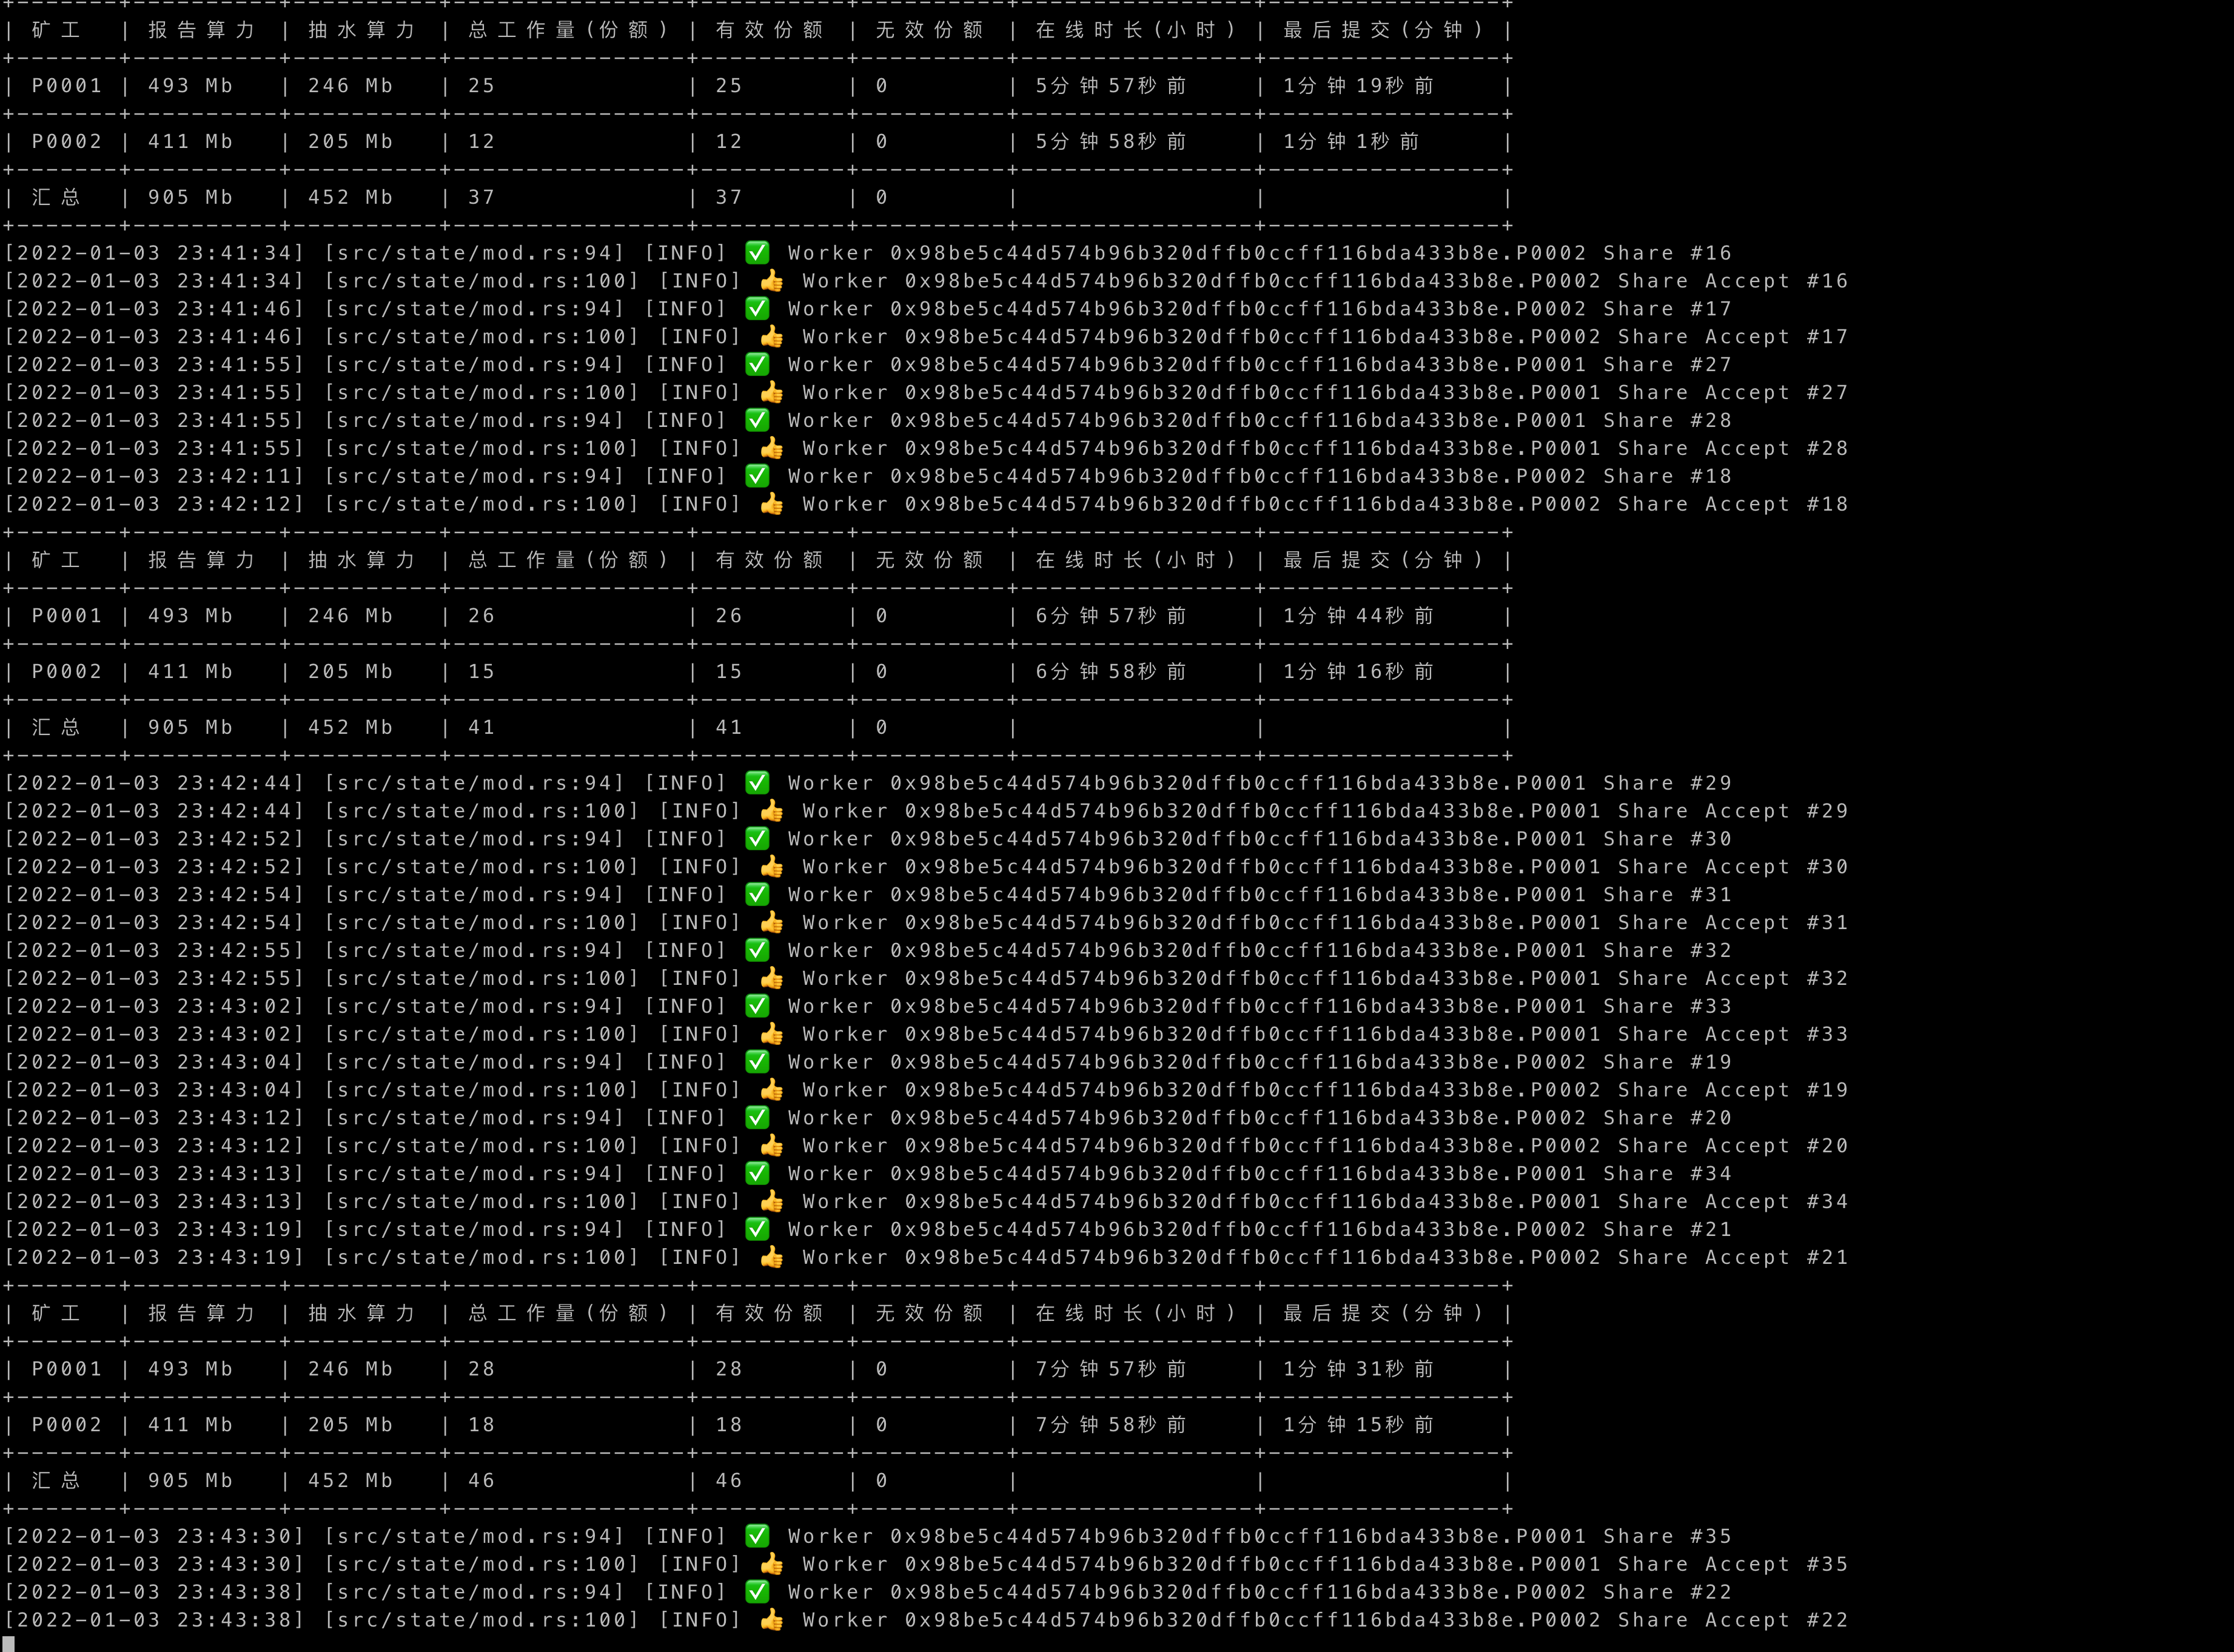 | 矿工 | 报告算力 | 抽水算力 | 总工作量(份额) | 有效份额 | 无效份额 | 在线时长(小时) | 最后提交(分钟) |
| P0001 | 493 Mb | 246 Mb | 25 | 25 | 0 | 5分钟57秒前 | 1分钟19秒前 |
| P0002 | 411 Mb | 205 Mb | 12 | 12 | 0 | 5分钟58秒前 | 1分钟1秒前 |
| 汇总 | 905 Mb | 452 Mb | 37 | 37 | 0 | | |
[2022-01-03 23:41:34] [src/state/mod.rs:94] [INFO] ✅ Worker 0x98be5c44d574b96b320dffb0ccff116bda433b8e.P0002 Share #16
[2022-01-03 23:41:34] [src/state/mod.rs:100] [INFO] 👍 Worker 0x98be5c44d574b96b320dffb0ccff116bda433b8e.P0002 Share Accept #16
[2022-01-03 23:41:46] [src/state/mod.rs:94] [INFO] ✅ Worker 0x98be5c44d574b96b320dffb0ccff116bda433b8e.P0002 Share #17
[2022-01-03 23:41:46] [src/state/mod.rs:100] [INFO] 👍 Worker 0x98be5c44d574b96b320dffb0ccff116bda433b8e.P0002 Share Accept #17
[2022-01-03 23:41:55] [src/state/mod.rs:94] [INFO] ✅ Worker 0x98be5c44d574b96b320dffb0ccff116bda433b8e.P0001 Share #27
[2022-01-03 23:41:55] [src/state/mod.rs:100] [INFO] 👍 Worker 0x98be5c44d574b96b320dffb0ccff116bda433b8e.P0001 Share Accept #27
[2022-01-03 23:41:55] [src/state/mod.rs:94] [INFO] ✅ Worker 0x98be5c44d574b96b320dffb0ccff116bda433b8e.P0001 Share #28
[2022-01-03 23:41:55] [src/state/mod.rs:100] [INFO] 👍 Worker 0x98be5c44d574b96b320dffb0ccff116bda433b8e.P0001 Share Accept #28
[2022-01-03 23:42:11] [src/state/mod.rs:94] [INFO] ✅ Worker 0x98be5c44d574b96b320dffb0ccff116bda433b8e.P0002 Share #18
[2022-01-03 23:42:12] [src/state/mod.rs:100] [INFO] 👍 Worker 0x98be5c44d574b96b320dffb0ccff116bda433b8e.P0002 Share Accept #18
| 矿工 | 报告算力 | 抽水算力 | 总工作量(份额) | 有效份额 | 无效份额 | 在线时长(小时) | 最后提交(分钟) |
| P0001 | 493 Mb | 246 Mb | 26 | 26 | 0 | 6分钟57秒前 | 1分钟44秒前 |
| P0002 | 411 Mb | 205 Mb | 15 | 15 | 0 | 6分钟58秒前 | 1分钟16秒前 |
| 汇总 | 905 Mb | 452 Mb | 41 | 41 | 0 | | |
[2022-01-03 23:42:44] [src/state/mod.rs:94] [INFO] ✅ Worker 0x98be5c44d574b96b320dffb0ccff116bda433b8e.P0001 Share #29
[2022-01-03 23:42:44] [src/state/mod.rs:100] [INFO] 👍 Worker 0x98be5c44d574b96b320dffb0ccff116bda433b8e.P0001 Share Accept #29
[2022-01-03 23:42:52] [src/state/mod.rs:94] [INFO] ✅ Worker 0x98be5c44d574b96b320dffb0ccff116bda433b8e.P0001 Share #30
[2022-01-03 23:42:52] [src/state/mod.rs:100] [INFO] 👍 Worker 0x98be5c44d574b96b320dffb0ccff116bda433b8e.P0001 Share Accept #30
[2022-01-03 23:42:54] [src/state/mod.rs:94] [INFO] ✅ Worker 0x98be5c44d574b96b320dffb0ccff116bda433b8e.P0001 Share #31
[2022-01-03 23:42:54] [src/state/mod.rs:100] [INFO] 👍 Worker 0x98be5c44d574b96b320dffb0ccff116bda433b8e.P0001 Share Accept #31
[2022-01-03 23:42:55] [src/state/mod.rs:94] [INFO] ✅ Worker 0x98be5c44d574b96b320dffb0ccff116bda433b8e.P0001 Share #32
[2022-01-03 23:42:55] [src/state/mod.rs:100] [INFO] 👍 Worker 0x98be5c44d574b96b320dffb0ccff116bda433b8e.P0001 Share Accept #32
[2022-01-03 23:43:02] [src/state/mod.rs:94] [INFO] ✅ Worker 0x98be5c44d574b96b320dffb0ccff116bda433b8e.P0001 Share #33
[2022-01-03 23:43:02] [src/state/mod.rs:100] [INFO] 👍 Worker 0x98be5c44d574b96b320dffb0ccff116bda433b8e.P0001 Share Accept #33
[2022-01-03 23:43:04] [src/state/mod.rs:94] [INFO] ✅ Worker 0x98be5c44d574b96b320dffb0ccff116bda433b8e.P0002 Share #19
[2022-01-03 23:43:04] [src/state/mod.rs:100] [INFO] 👍 Worker 0x98be5c44d574b96b320dffb0ccff116bda433b8e.P0002 Share Accept #19
[2022-01-03 23:43:12] [src/state/mod.rs:94] [INFO] ✅ Worker 0x98be5c44d574b96b320dffb0ccff116bda433b8e.P0002 Share #20
[2022-01-03 23:43:12] [src/state/mod.rs:100] [INFO] 👍 Worker 0x98be5c44d574b96b320dffb0ccff116bda433b8e.P0002 Share Accept #20
[2022-01-03 23:43:13] [src/state/mod.rs:94] [INFO] ✅ Worker 0x98be5c44d574b96b320dffb0ccff116bda433b8e.P0001 Share #34
[2022-01-03 23:43:13] [src/state/mod.rs:100] [INFO] 👍 Worker 0x98be5c44d574b96b320dffb0ccff116bda433b8e.P0001 Share Accept #34
[2022-01-03 23:43:19] [src/state/mod.rs:94] [INFO] ✅ Worker 0x98be5c44d574b96b320dffb0ccff116bda433b8e.P0002 Share #21
[2022-01-03 23:43:19] [src/state/mod.rs:100] [INFO] 👍 Worker 0x98be5c44d574b96b320dffb0ccff116bda433b8e.P0002 Share Accept #21
| 矿工 | 报告算力 | 抽水算力 | 总工作量(份额) | 有效份额 | 无效份额 | 在线时长(小时) | 最后提交(分钟) |
| P0001 | 493 Mb | 246 Mb | 28 | 28 | 0 | 7分钟57秒前 | 1分钟31秒前 |
| P0002 | 411 Mb | 205 Mb | 18 | 18 | 0 | 7分钟58秒前 | 1分钟15秒前 |
| 汇总 | 905 Mb | 452 Mb | 46 | 46 | 0 | | |
[2022-01-03 23:43:30] [src/state/mod.rs:94] [INFO] ✅ Worker 0x98be5c44d574b96b320dffb0ccff116bda433b8e.P0001 Share #35
[2022-01-03 23:43:30] [src/state/mod.rs:100] [INFO] 👍 Worker 0x98be5c44d574b96b320dffb0ccff116bda433b8e.P0001 Share Accept #35
[2022-01-03 23:43:38] [src/state/mod.rs:94] [INFO] ✅ Worker 0x98be5c44d574b96b320dffb0ccff116bda433b8e.P0002 Share #22
[2022-01-03 23:43:38] [src/state/mod.rs:100] [INFO] 👍 Worker 0x98be5c44d574b96b320dffb0ccff116bda433b8e.P0002 Share Accept #22